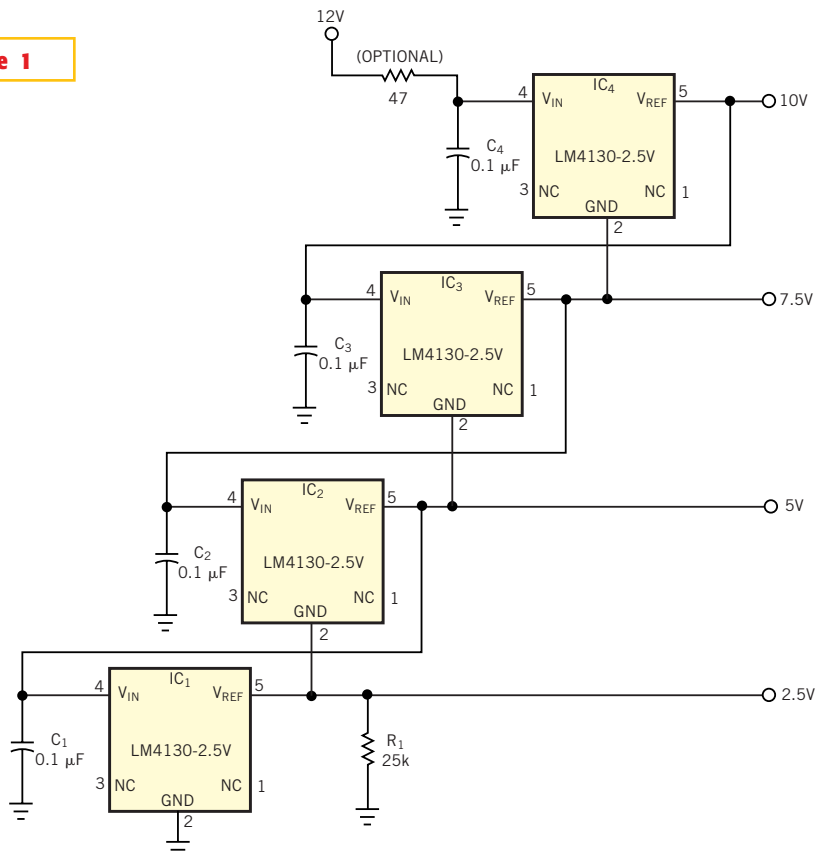 e 1
12V
(OPTIONAL)
47
4 VIN IC4 VREF 5 10V
C4
0.1 µF
LM4130-2.5V
3 NC NC 1
GND
2
4 VIN IC3 VREF 5 7.5V
C3
0.1 µF
LM4130-2.5V
3 NC NC 1
GND
2
4 VIN IC2 VREF 5 5V
C2
0.1 µF
LM4130-2.5V
3 NC NC 1
GND
2
4 VIN IC1 VREF 5 2.5V
C1
0.1 µF
LM4130-2.5V
R1
25k
3 NC NC 1
GND
2